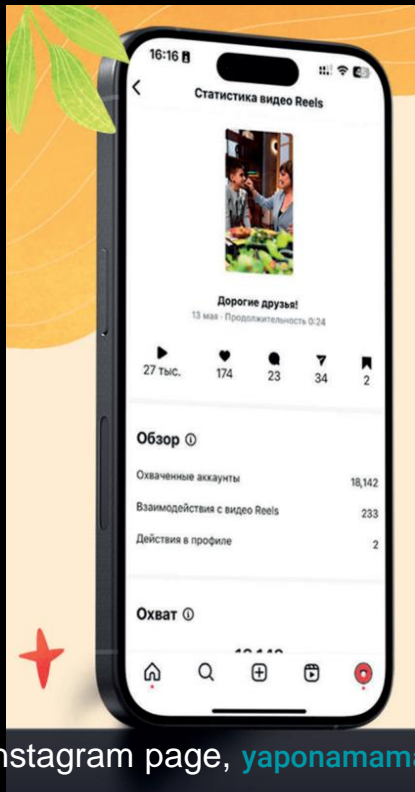 16:16
Статистика видео Reels
Дорогие друзья!
13 мая · Продолжительность 0:24
27 тыс. 174 23 34 2
Обзор
Охваченные аккаунты 18,142
Взаимодействия с видео Reels 233
Действия в профиле 2
Охват
nstagram page, yaponamama